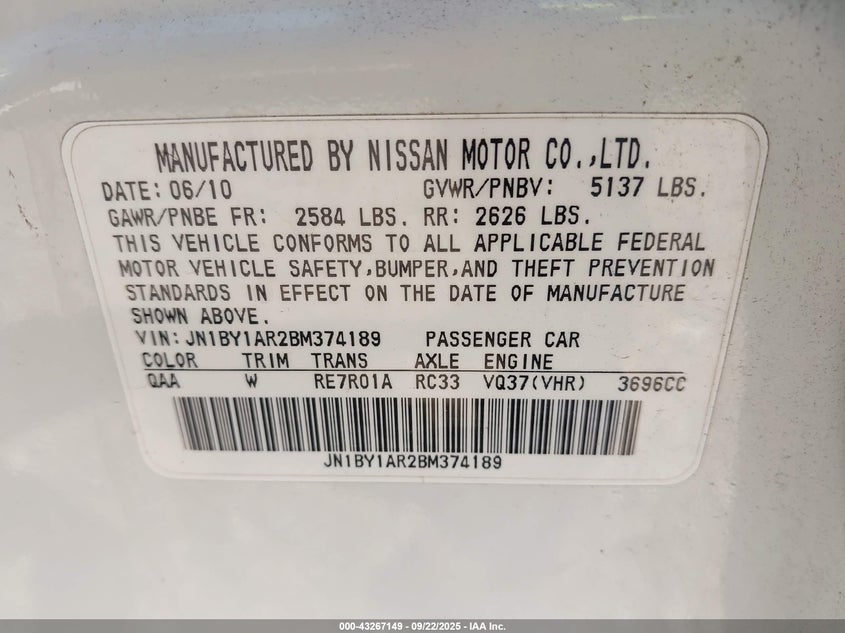 MANUFACTURED BY NISSAN MOTOR CO.,LTD.
DATE: 06/10 GVWR/PNBV: 5137 LBS.
GAWR/PNBE FR: 2584 LBS. RR: 2626 LBS.
THIS VEHICLE CONFORMS TO ALL APPLICABLE FEDERAL
MOTOR VEHICLE SAFETY,BUMPER,AND THEFT PREVENTION
STANDARDS IN EFFECT ON THE DATE OF MANUFACTURE
SHOWN ABOVE.
VIN: JN1BY1AR2BM374189 PASSENGER CAR
COLOR TRIM TRANS AXLE ENGINE
QAA W RE7R01A RC33 VQ37(VHR) 3696CC
JN1BY1AR2BM374189
000-43267149 - 09/22/2025 - IAA Inc.